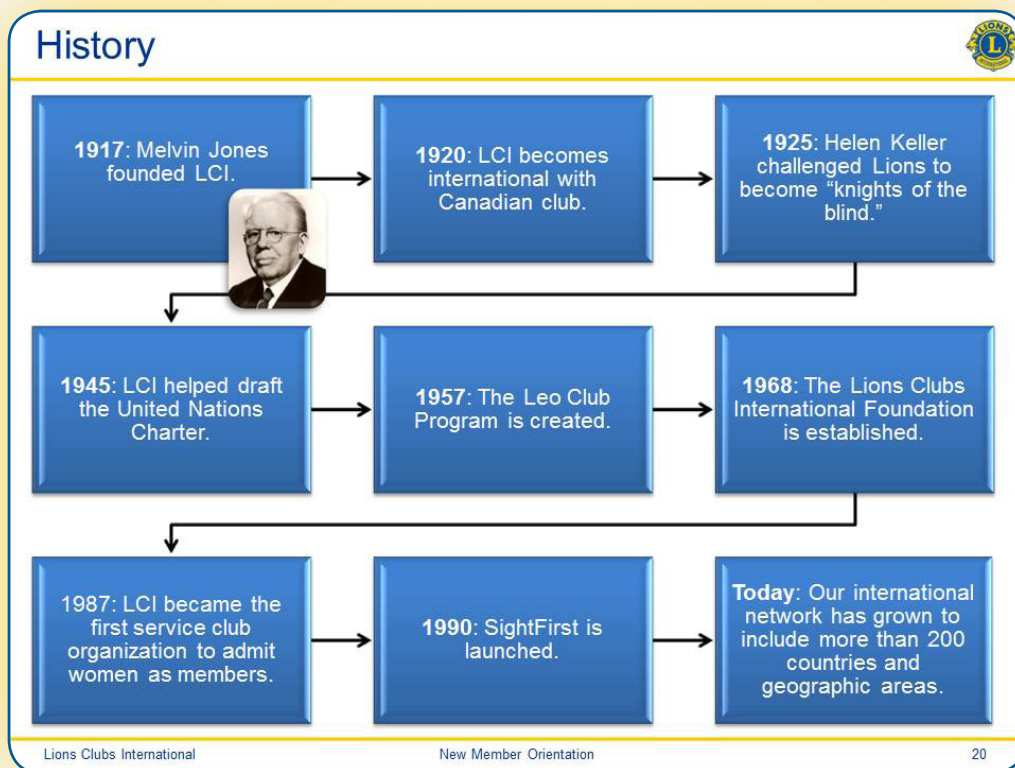 History
LIONS
L
INTERNATIONAL
1917: Melvin Jones
founded LCI.
1920: LCI becomes
international with
Canadian club.
1925: Helen Keller
challenged Lions to
become “knights of the
blind.”
1945: LCI helped draft
the United Nations
Charter.
1957: The Leo Club
Program is created.
1968: The Lions Clubs
International Foundation
is established.
1987: LCI became the
first service club
organization to admit
women as members.
1990: SightFirst is
launched.
Today: Our international
network has grown to
include more than 200
countries and
geographic areas.
Lions Clubs International
New Member Orientation
20